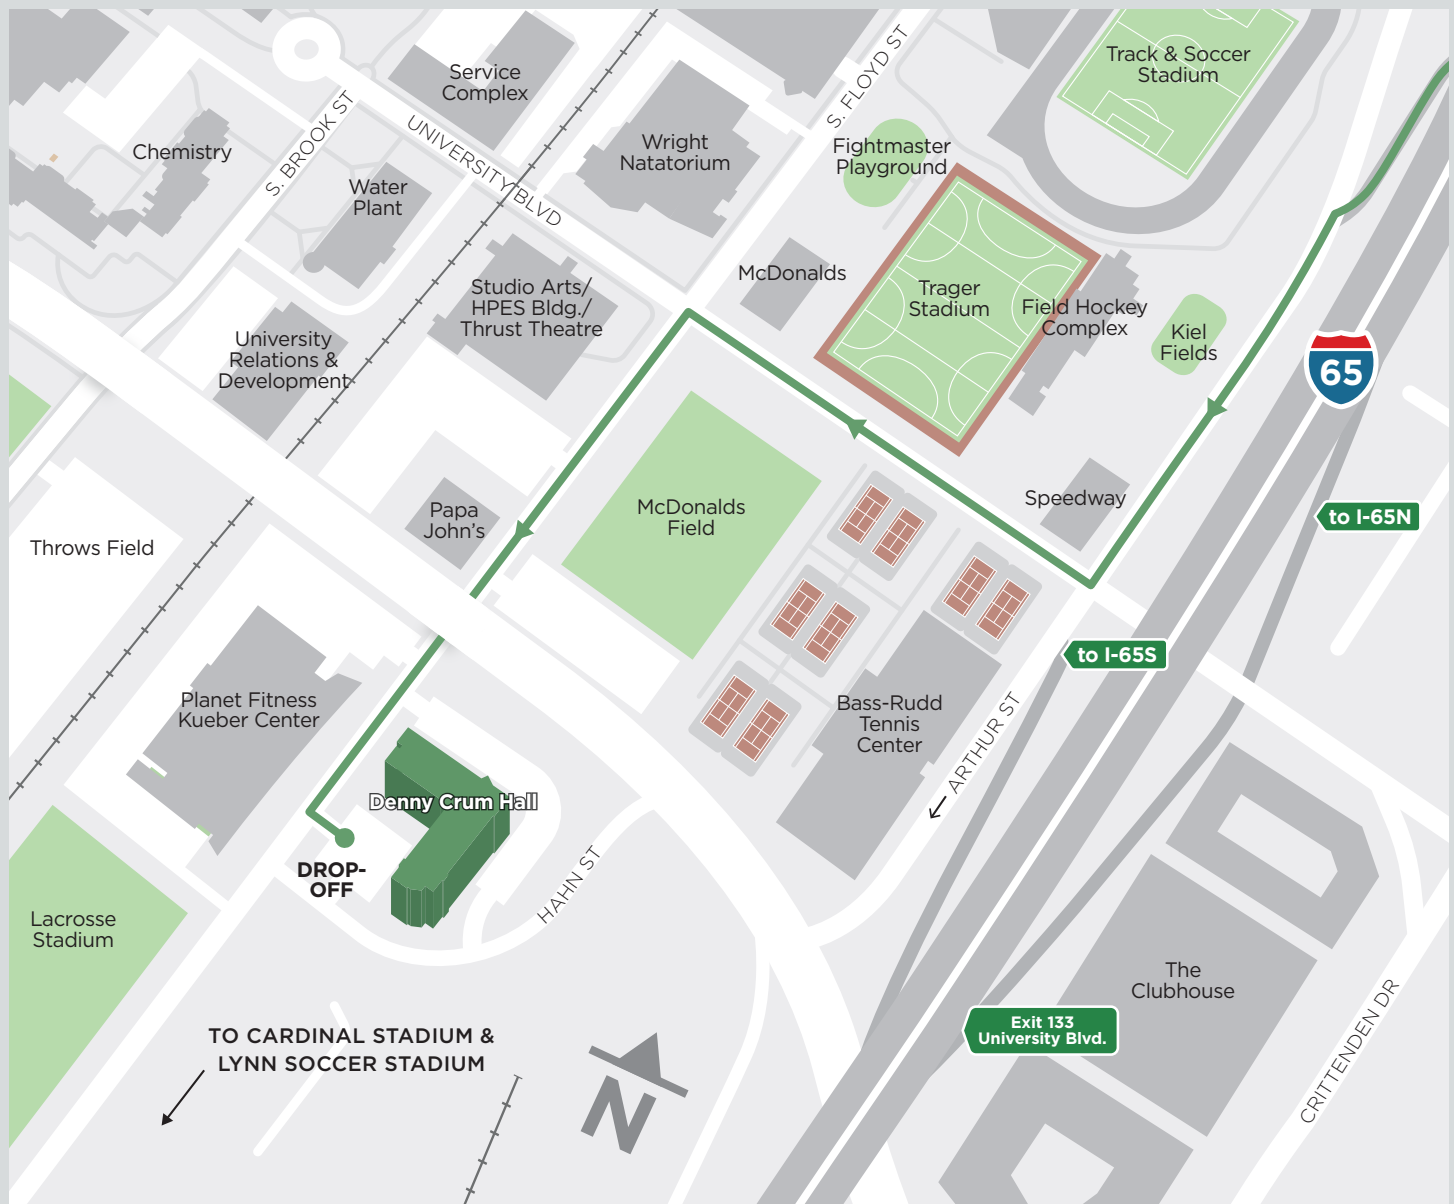 Track & Soccer
Stadium
Service
Complex
S. FLOYD ST
UNIVERSITY BLVD
S. BROOK ST
Chemistry
Wright
Natatorium
Fightmaster
Playground
Water
Plant
McDonalds
Studio Arts/
HPES Bldg./
Thrust Theatre
Trager
Stadium
Field Hockey
Complex
Kiel
Fields
University
Relations &
Development
65
Speedway
to I-65N
McDonalds
Field
Papa
John's
Throws Field
to I-65S
Planet Fitness
Kueber Center
Bass-Rudd
Tennis
Center
ARTHUR ST
Denny Crum Hall
DROP-
OFF
HAHN ST
Lacrosse
Stadium
The
Clubhouse
Exit 133
University Blvd.
CRITTENDEN DR
TO CARDINAL STADIUM &
LYNN SOCCER STADIUM
N